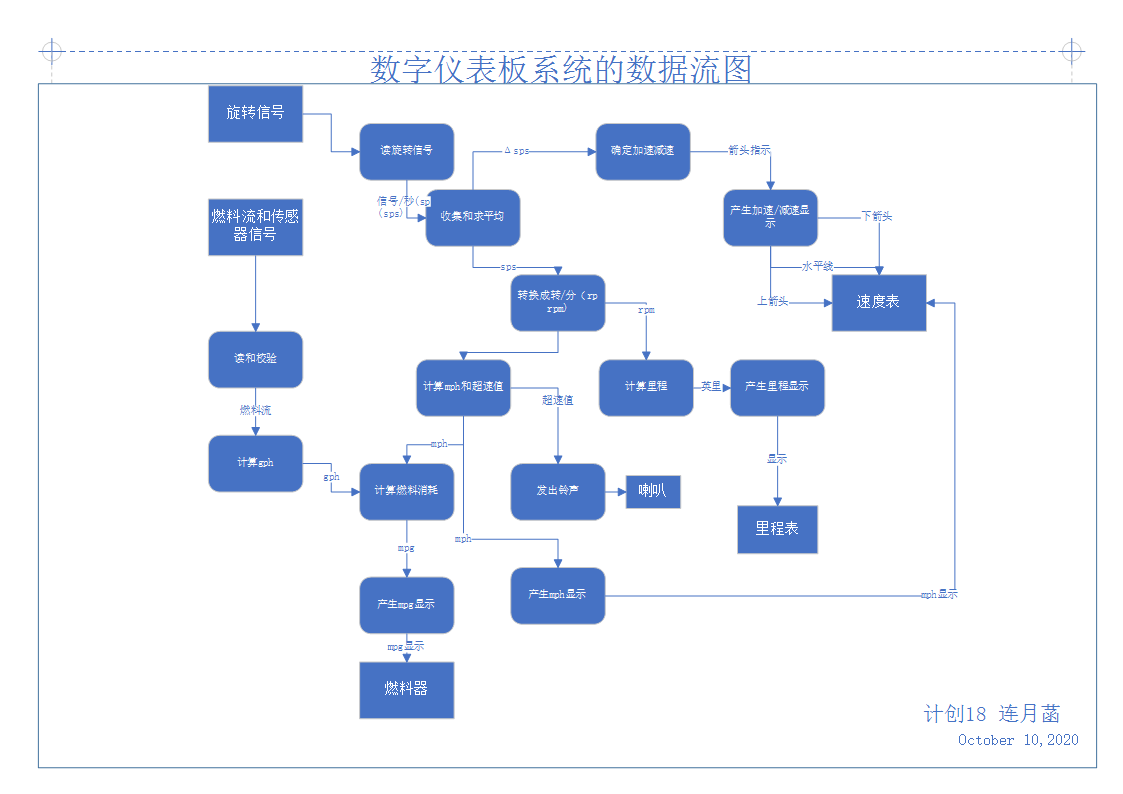 数字仪表板系统的数据流图
旋转信号
读旋转信号
Δsps
确定加速减速
箭头指示
信号/秒(sp
(sps)
收集和求平均
产生加速/减速显
示
下箭头
燃料流和传感
器信号
sps
水平线
转换成转/分（rp
rpm)
rpm
上箭头
速度表
读和校验
计算mph和超速值
超速值
计算里程
英里
产生里程显示
燃料流
mph
显示
计算gph
gph
计算燃料消耗
发出铃声
喇叭
里程表
mpg
mph
产生mpg显示
产生mph显示
mph显示
mpg显示
燃料器
计创18 连月菡
October 10,2020